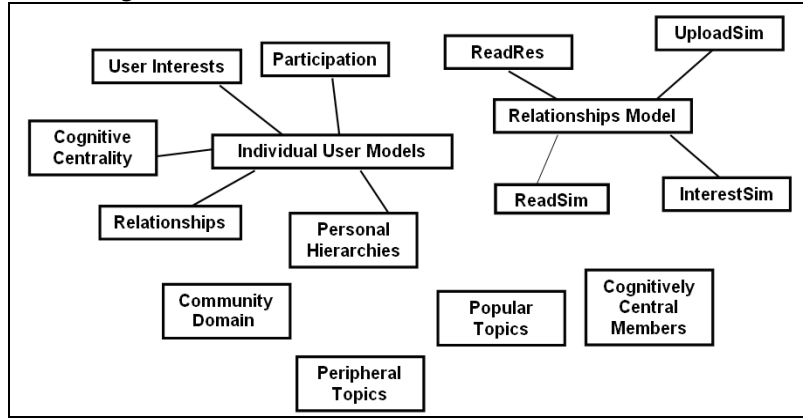 UploadSim
Participation
ReadRes
User Interests
Relationships Model
Cognitive
Centrality
Individual User Models
ReadSim
InterestSim
Relationships
Personal
Hierarchies
Community
Domain
Popular
Topics
Cognitively
Central
Members
Peripheral
Topics